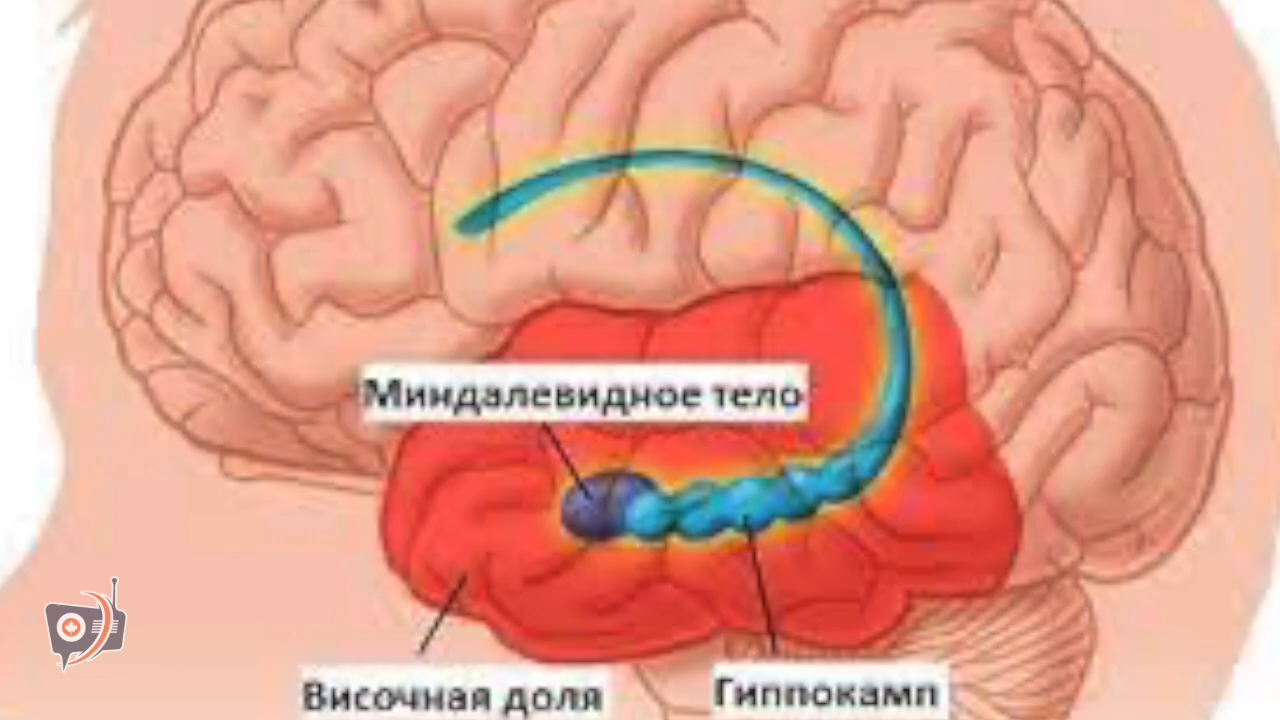 Миндалевидное тело
Височная доля
Гиппокамп